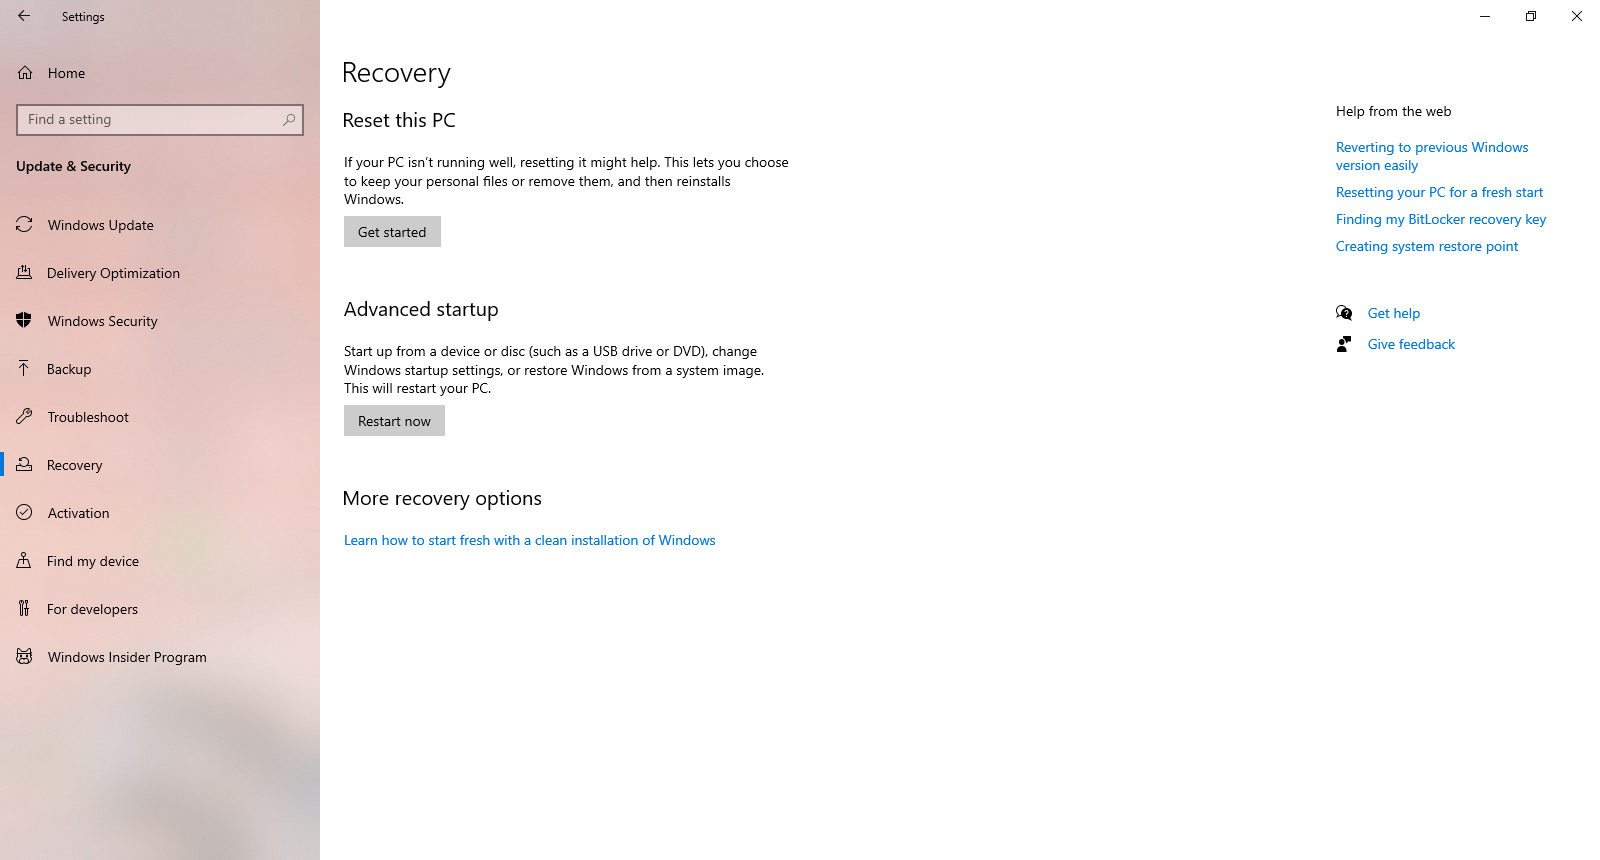 Settings
Home
Find a setting
Update & Security
Windows Update
Delivery Optimization
Windows Security
Backup
Troubleshoot
Recovery
Activation
Find my device
For developers
Windows Insider Program
Recovery
Reset this PC
If your PC isn’t running well, resetting it might help. This lets you choose
to keep your personal files or remove them, and then reinstalls
Windows.
Get started
Advanced startup
Start up from a device or disc (such as a USB drive or DVD), change
Windows startup settings, or restore Windows from a system image.
This will restart your PC.
Restart now
More recovery options
Learn how to start fresh with a clean installation of Windows
Help from the web
Reverting to previous Windows
version easily
Resetting your PC for a fresh start
Finding my BitLocker recovery key
Creating system restore point
Get help
Give feedback